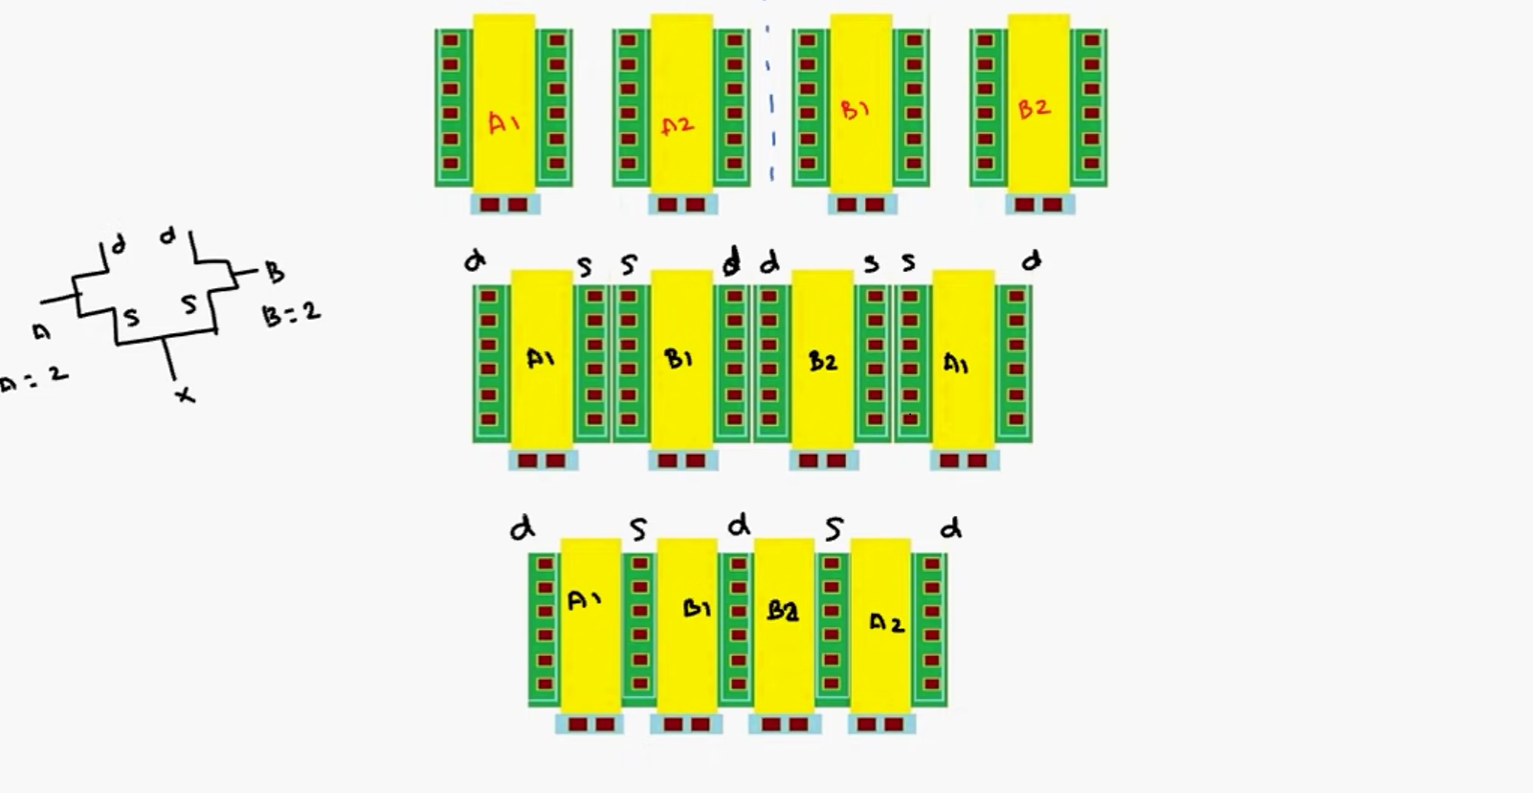 A1 A2 B1 B2
d d
A B
S S
A = 2 B = 2
x
d S S d d S S d
A1 B1 B2 A1
d S d S d
A1 B1 B2 A2